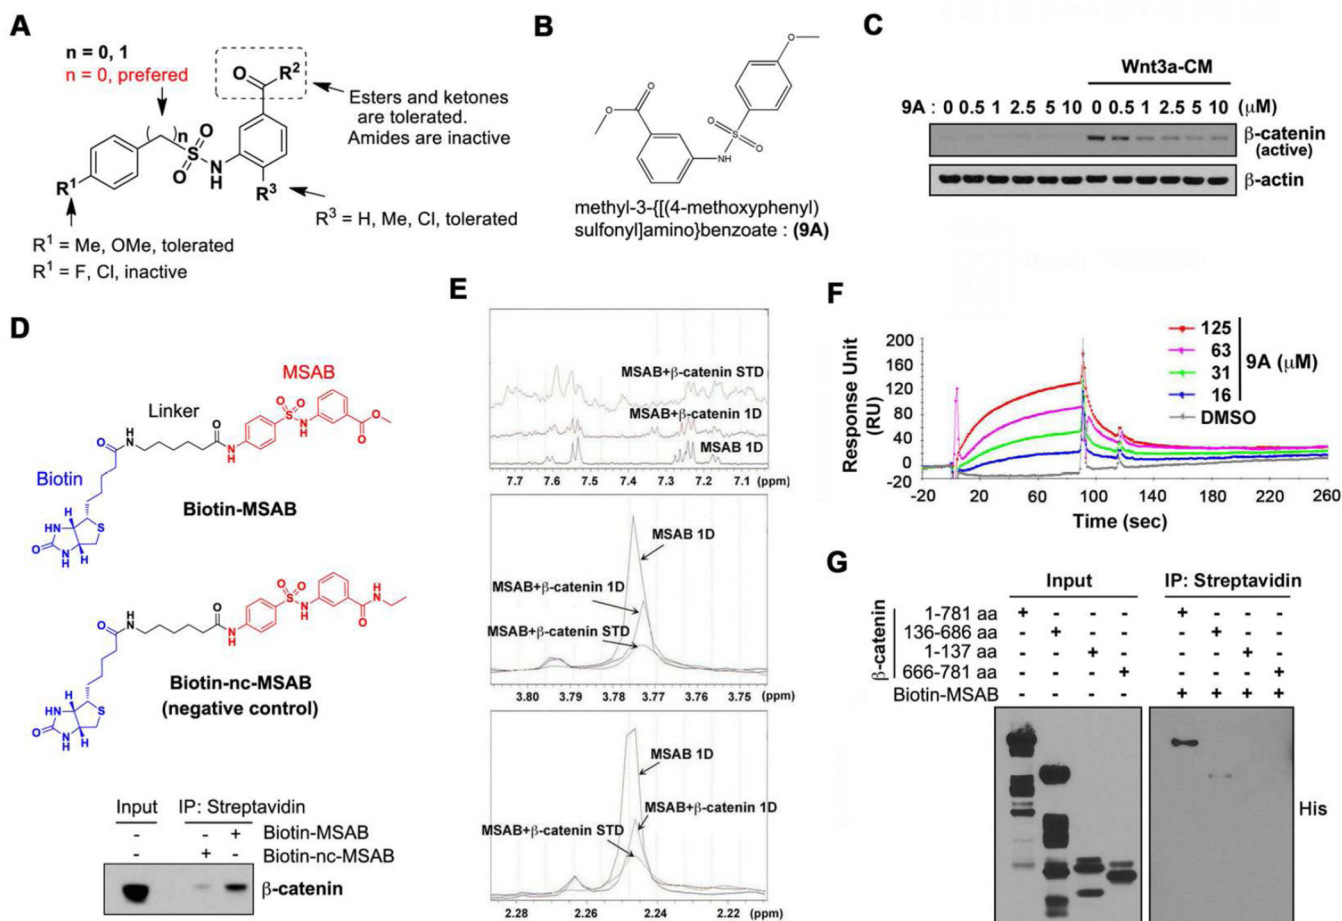 A
n = 0, 1
n = 0, prefered
O
R²
Esters and ketones
are tolerated.
Amides are inactive
n
O
S
O
NH
R¹
R³
R³ = H, Me, Cl, tolerated
R¹ = Me, OMe, tolerated
R¹ = F, Cl, inactive
B
O
O
O
O
S
NH
O
methyl-3-{[(4-methoxyphenyl)
sulfonyl]amino}benzoate : (9A)
C
Wnt3a-CM
9A : 0 0.5 1 2.5 5 10 0 0.5 1 2.5 5 10 (μM)
β-catenin
(active)
β-actin
D
MSAB
Linker
Biotin
Biotin-MSAB
Biotin-nc-MSAB
(negative control)
Input IP: Streptavidin
- - + Biotin-MSAB
- + - Biotin-nc-MSAB
β-catenin
E
MSAB+β-catenin STD
MSAB+β-catenin 1D
MSAB 1D
7.7 7.6 7.5 7.4 7.3 7.2 7.1 (ppm)
MSAB 1D
MSAB+β-catenin 1D
MSAB+β-catenin STD
3.80 3.79 3.78 3.77 3.76 3.75 (ppm)
MSAB 1D
MSAB+β-catenin 1D
MSAB+β-catenin STD
2.28 2.26 2.24 2.22 (ppm)
F
Response Unit
(RU)
200
160
120
80
40
0
-20
-20 20 60 100 140 180 220 260
Time (sec)
125
63
31
16
DMSO
9A (μM)
G
Input IP: Streptavidin
β-catenin
1-781 aa + - - - + - - -
136-686 aa - + - - - + - -
1-137 aa - - + - - - + -
666-781 aa - - - + - - - +
Biotin-MSAB - - - - + + + +
His